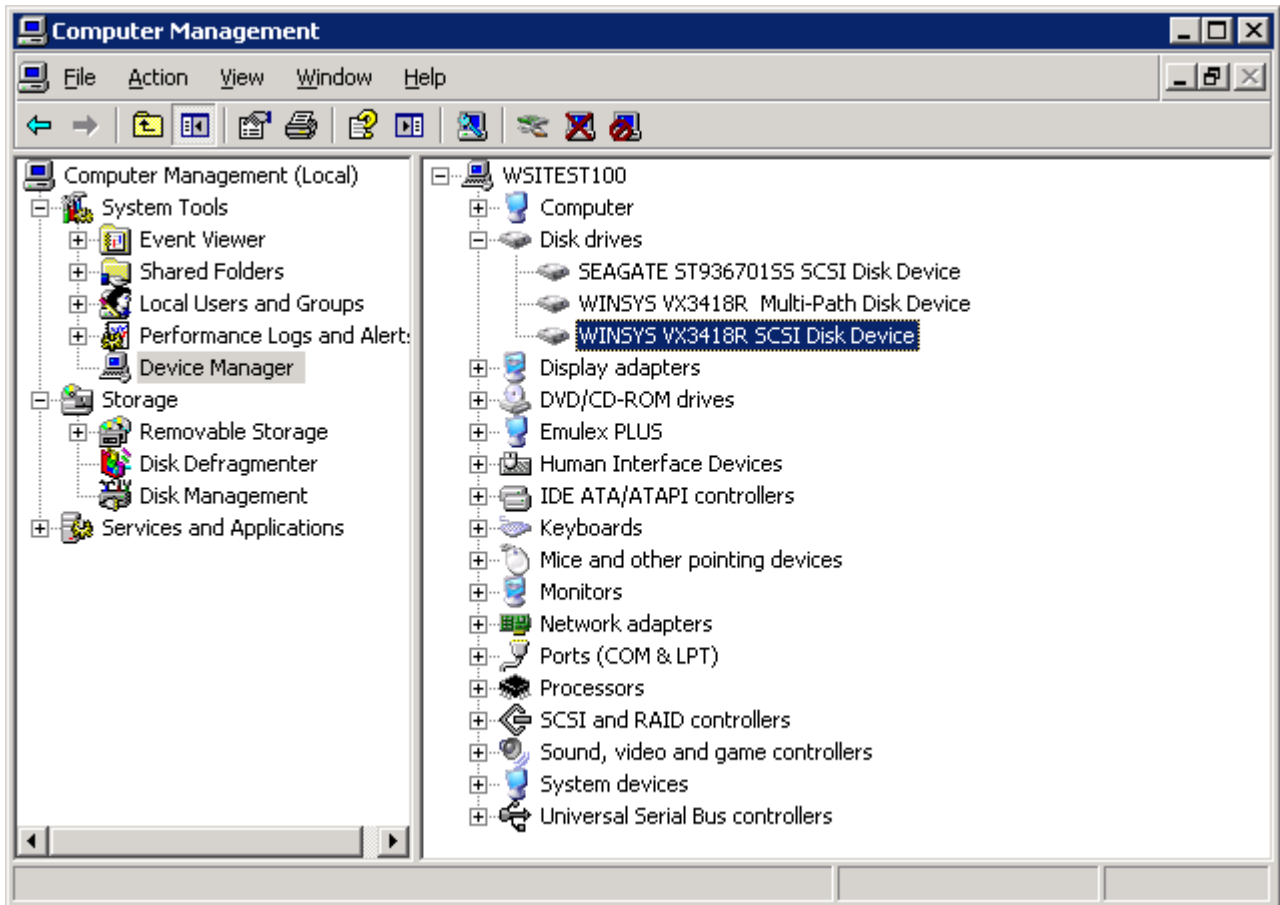 Computer Management
File Action View Window Help
Computer Management (Local)
System Tools
Event Viewer
Shared Folders
Local Users and Groups
Performance Logs and Alert:
Device Manager
Storage
Removable Storage
Disk Defragmenter
Disk Management
Services and Applications
WSITEST100
Computer
Disk drives
SEAGATE ST936701SS SCSI Disk Device
WINSYS VX3418R  Multi-Path Disk Device
WINSYS VX3418R SCSI Disk Device
Display adapters
DVD/CD-ROM drives
Emulex PLUS
Human Interface Devices
IDE ATA/ATAPI controllers
Keyboards
Mice and other pointing devices
Monitors
Network adapters
Ports (COM & LPT)
Processors
SCSI and RAID controllers
Sound, video and game controllers
System devices
Universal Serial Bus controllers